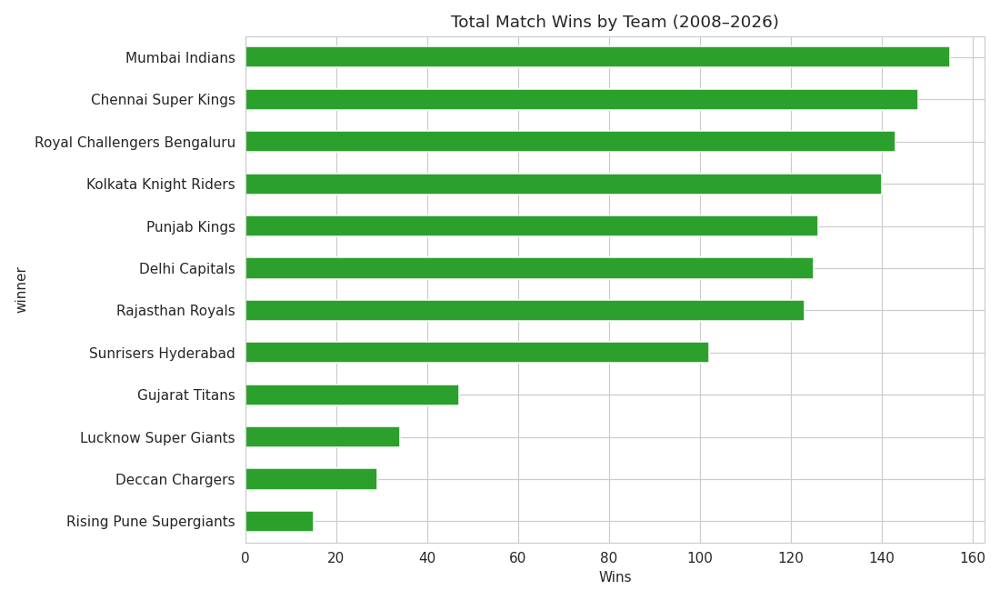 Total Match Wins by Team (2008–2026)
Mumbai Indians
Chennai Super Kings
Royal Challengers Bengaluru
Kolkata Knight Riders
Punjab Kings
Delhi Capitals
Rajasthan Royals
Sunrisers Hyderabad
Gujarat Titans
Lucknow Super Giants
Deccan Chargers
Rising Pune Supergiants
winner
0 20 40 60 80 100 120 140 160
Wins